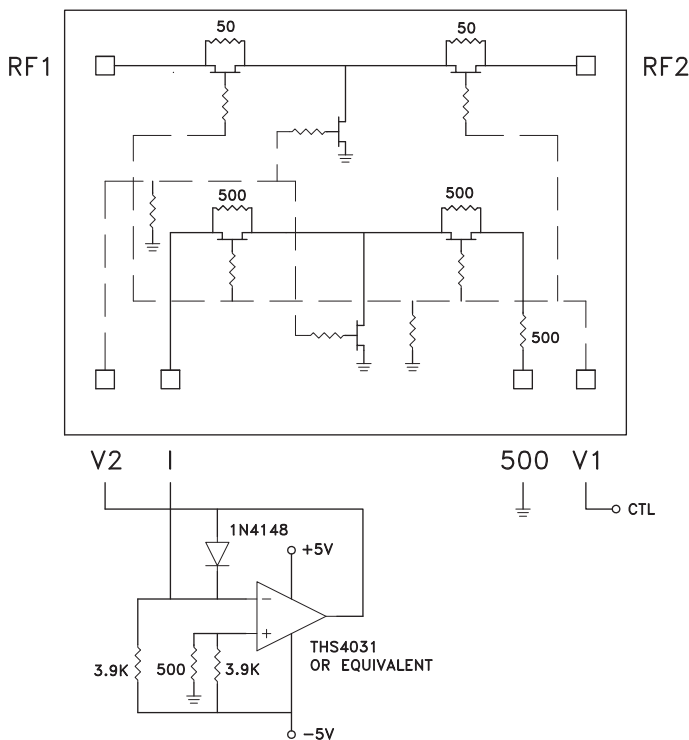 50
50
RF1
RF2
500
500
500
V2
I
500
V1
CTL
1N4148
+5V
−
+
THS4031
OR EQUIVALENT
3.9K
500
3.9K
−5V